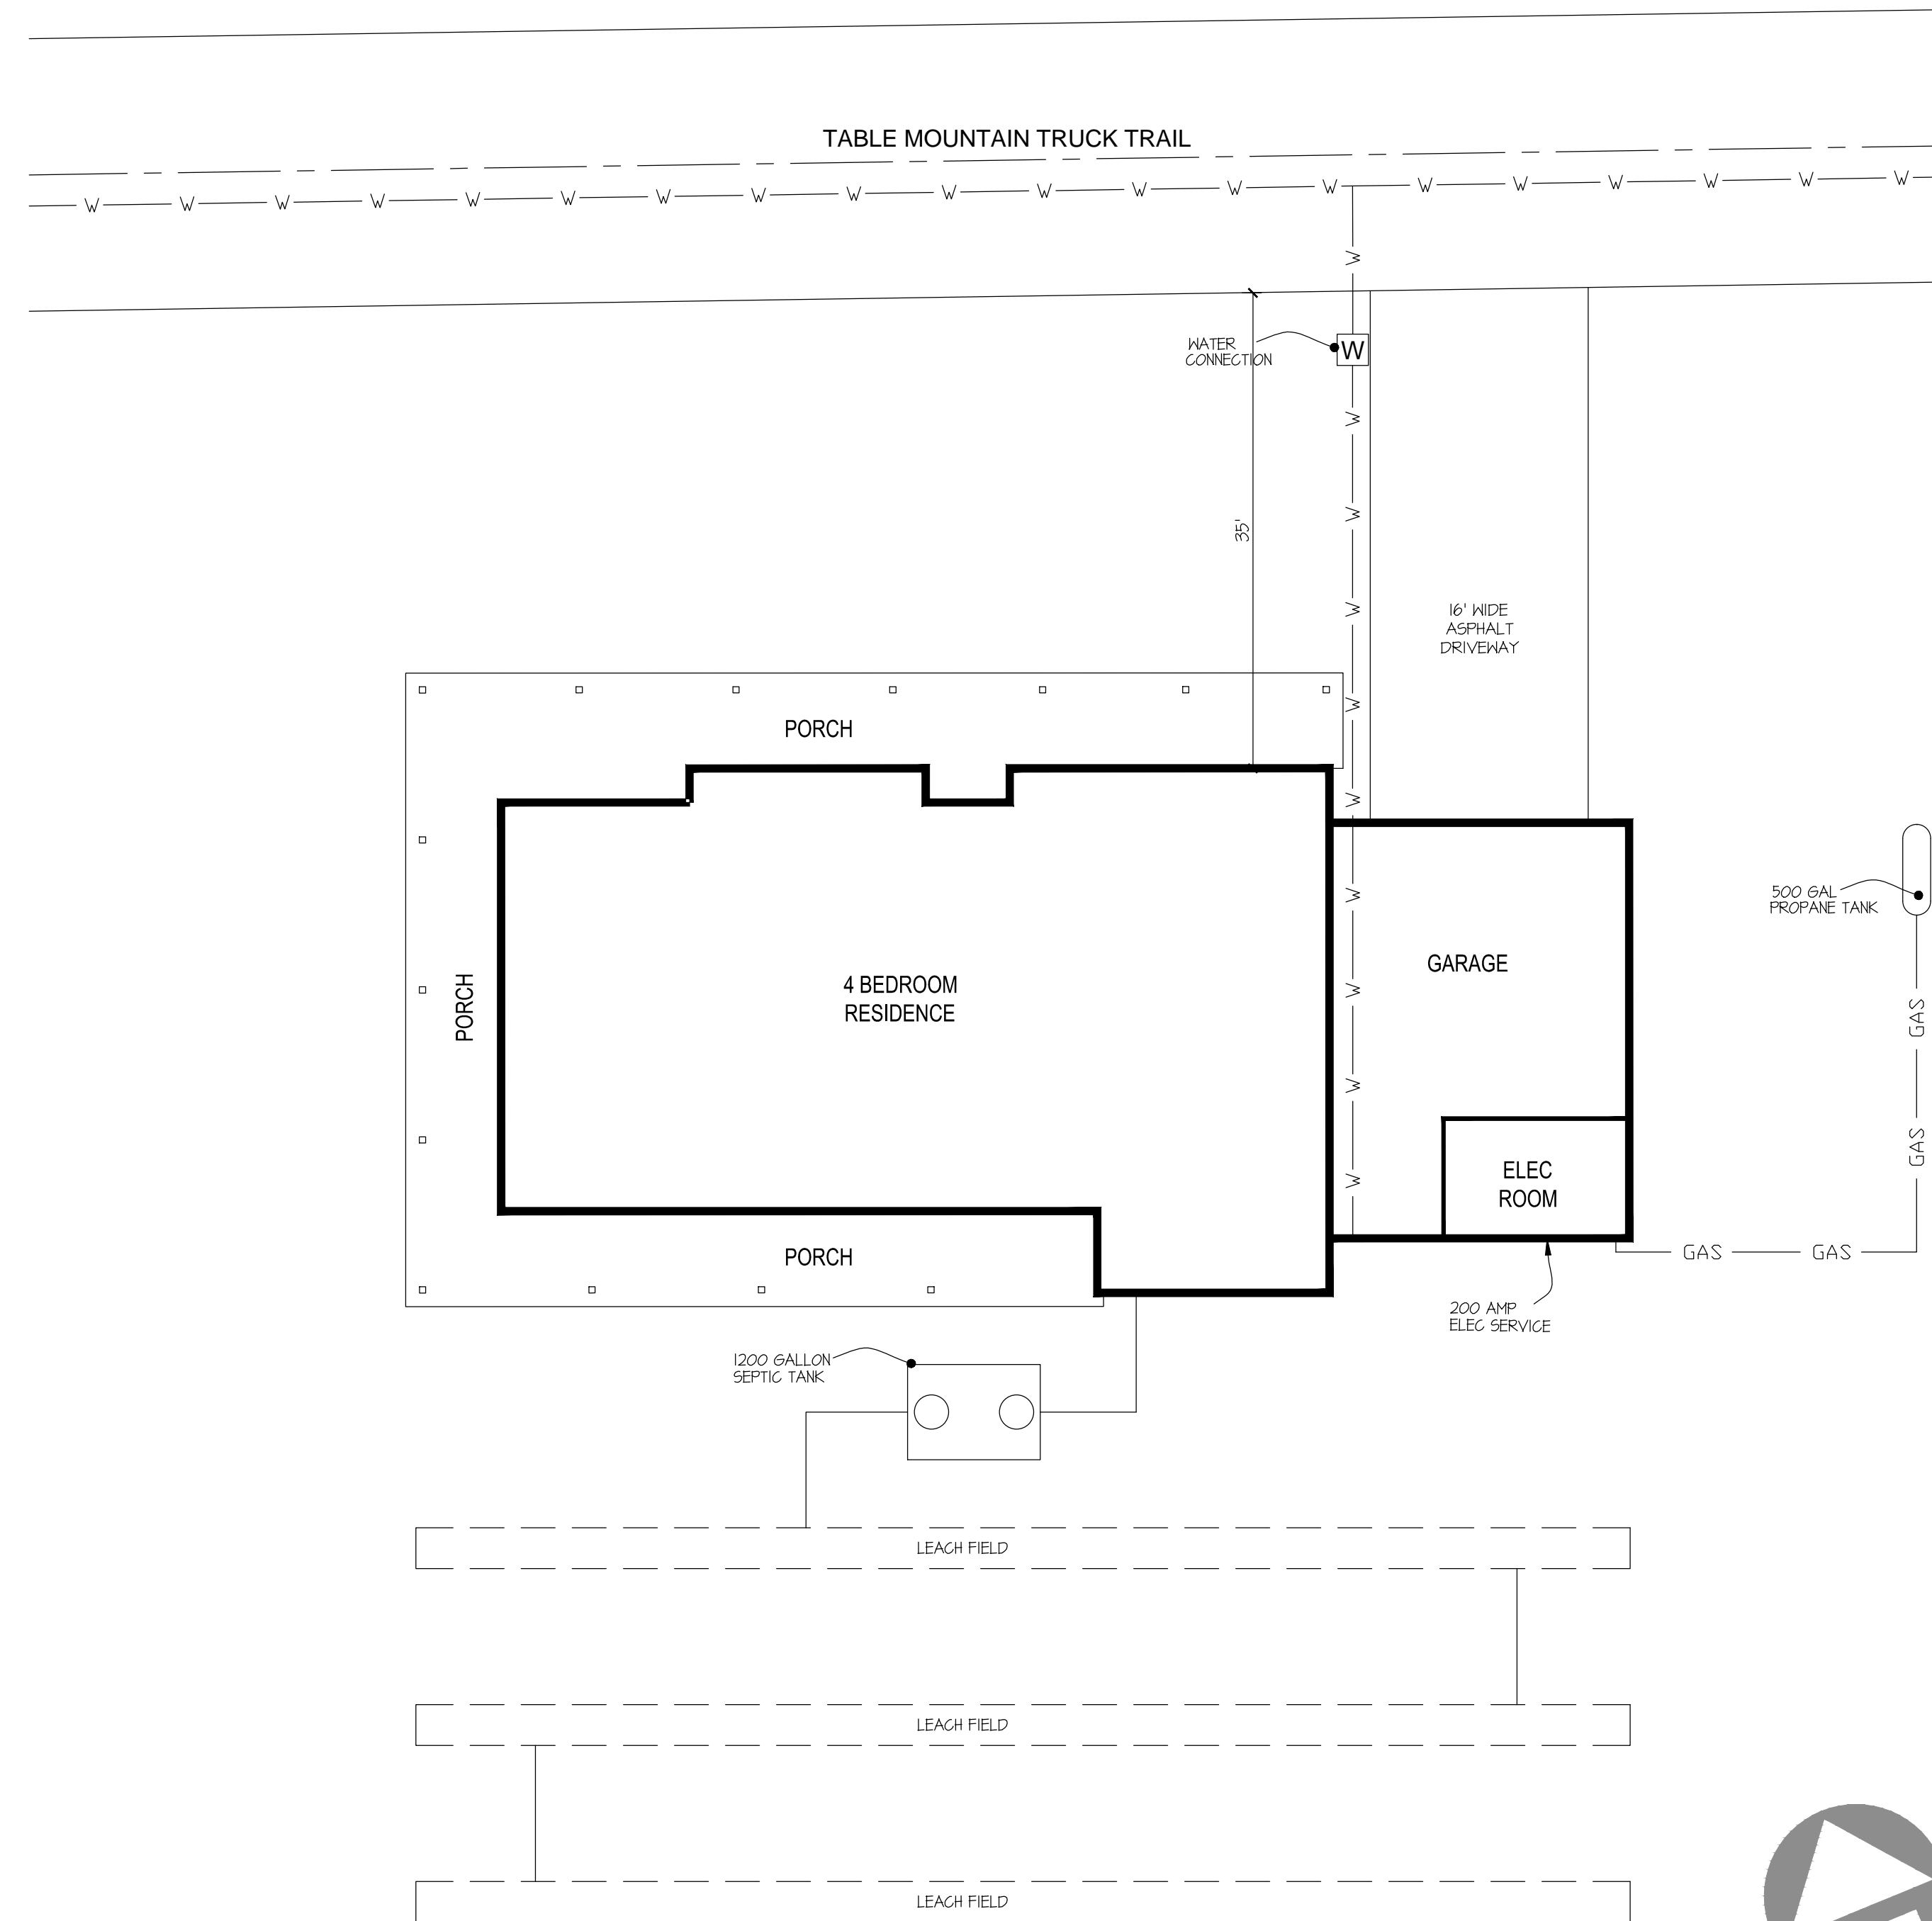 TABLE MOUNTAIN TRUCK TRAIL
W W W W W W W W W W W W W W W W W W W W
W
WATER
CONNECTION
W
W
W
35'
W
16' WIDE
ASPHALT
DRIVEWAY
W
PORCH
W
W
500 GAL
PROPANE TANK
GARAGE
4 BEDROOM
RESIDENCE
PORCH
W
GAS
W
GAS
ELEC
ROOM
W
PORCH
GAS GAS
200 AMP
ELEC SERVICE
1200 GALLON
SEPTIC TANK
LEACH FIELD
LEACH FIELD
LEACH FIELD